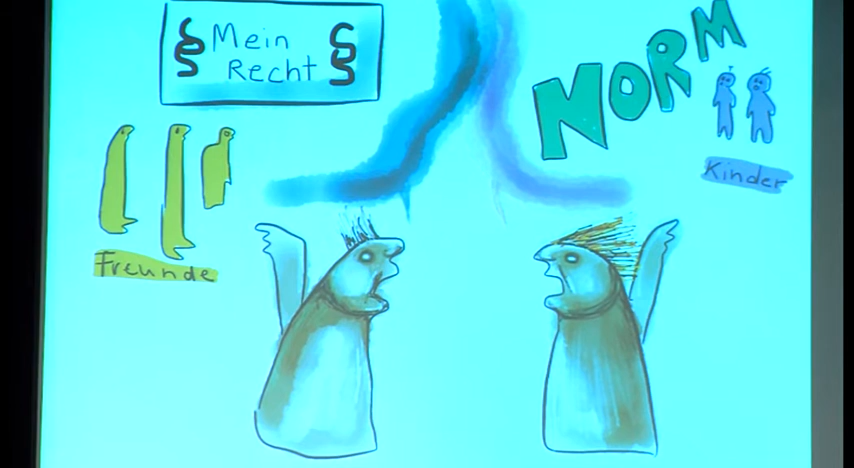 § Mein §
Recht
NORM
Kinder
Freunde